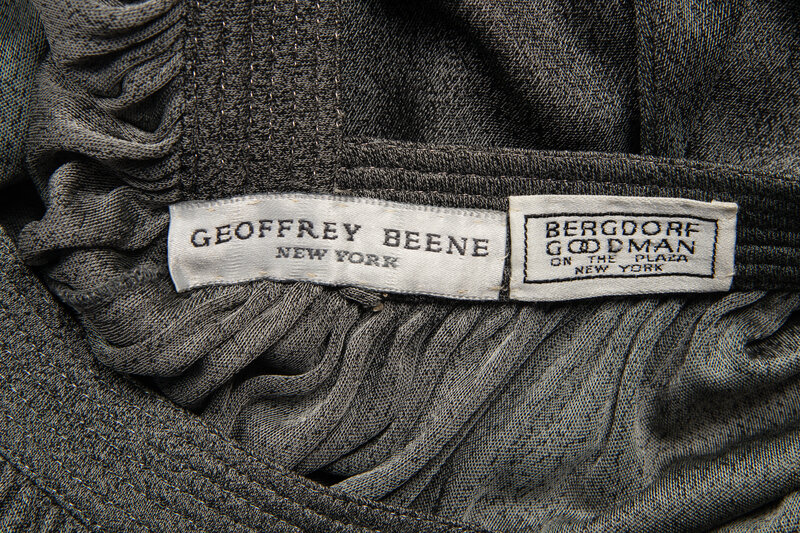 GEOFFREY BEENE
NEW YORK
BERGDORF
GOODMAN
ON THE PLAZA
NEW YORK